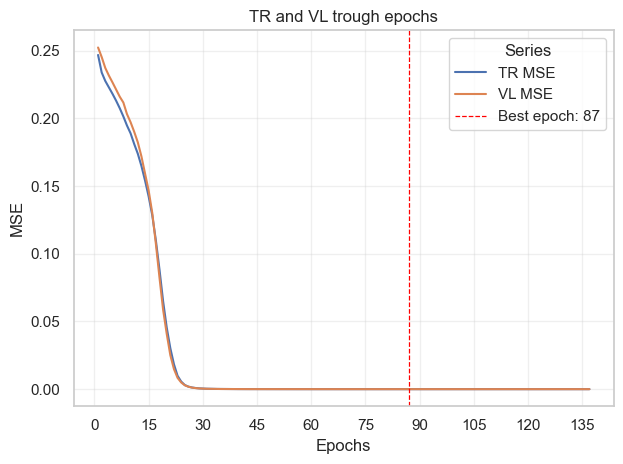 TR and VL trough epochs
Series
TR MSE
VL MSE
Best epoch: 87
MSE
0.25
0.20
0.15
0.10
0.05
0.00
0 15 30 45 60 75 90 105 120 135
Epochs